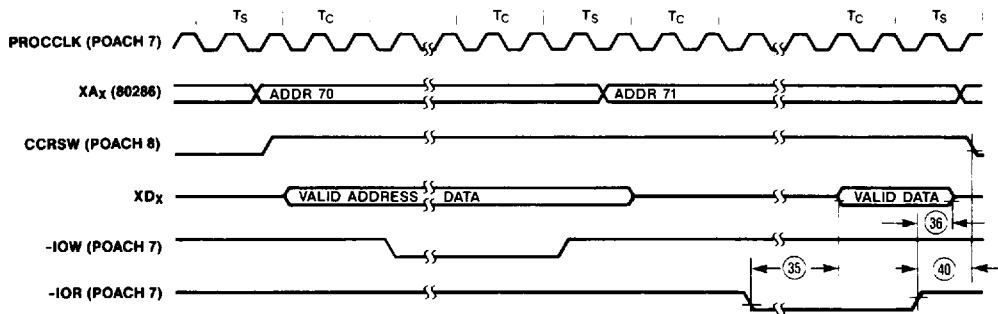 TS TC TC TS TC TC TS
PROCCLK (POACH 7)
XAX (80286) ADDR 70 ADDR 71
CCRSW (POACH 8)
XDX VALID ADDRESS DATA VALID DATA
36
-IOW (POACH 7)
35 40
-IOR (POACH 7)